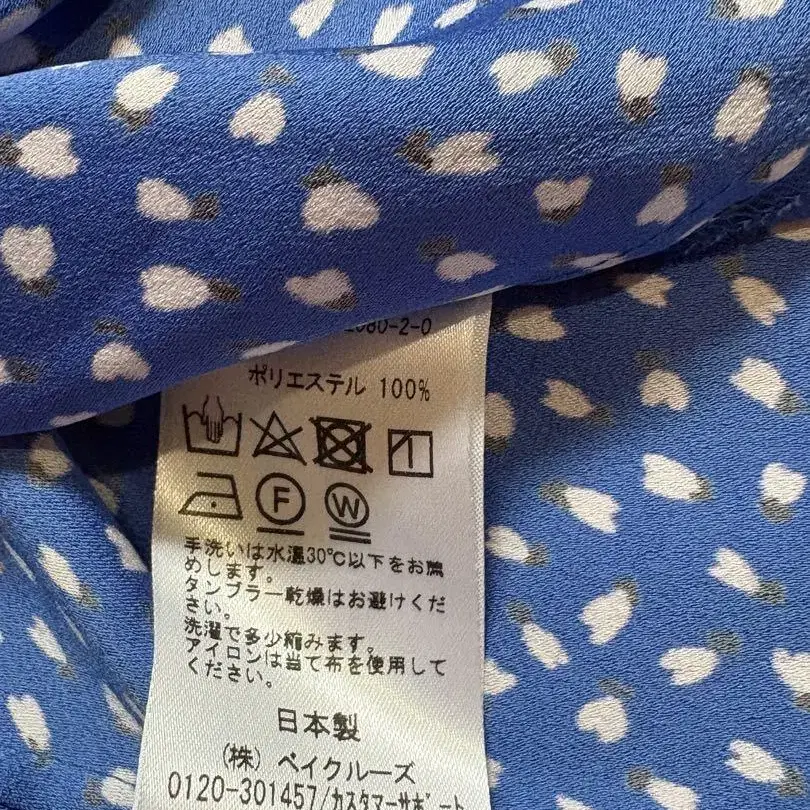 80-2-0
ポリエステル 100%
F
W
手洗いは水温30℃以下をお薦
めします。
タンブラー乾燥はお避けくだ
さい。
洗濯で多少縮みます。
アイロンは当て布を使用して
ください。
日本製
(株) ベイクルーズ
0120-301457/カスタマーサポート